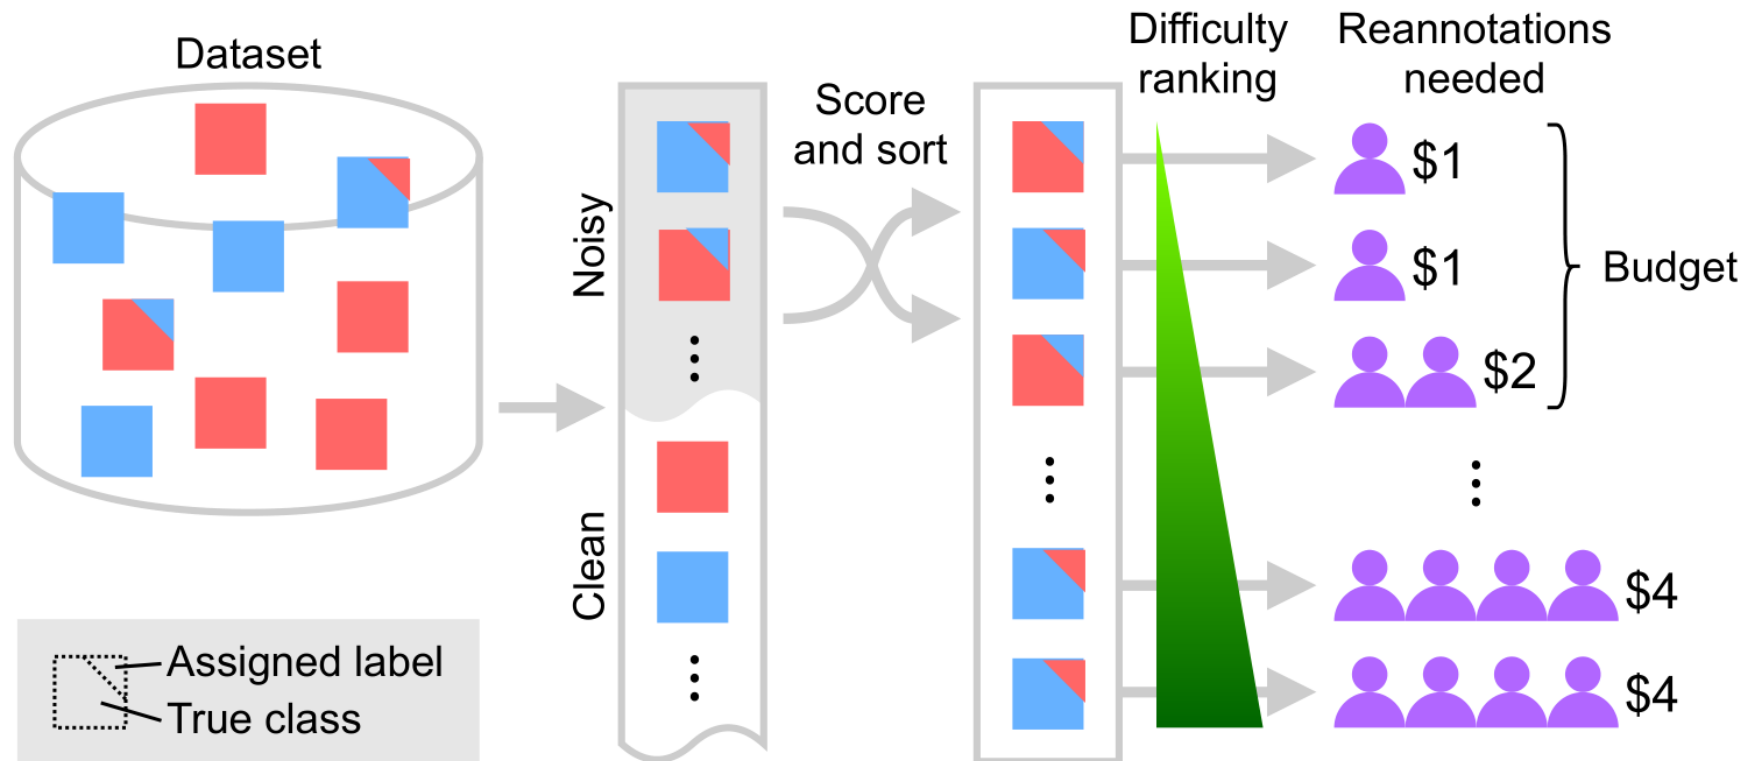 Dataset
Noisy
Clean
Score
and sort
Difficulty
ranking
Reannotations
needed
$1
$1
$2
Budget
$4
$4
Assigned label
True class